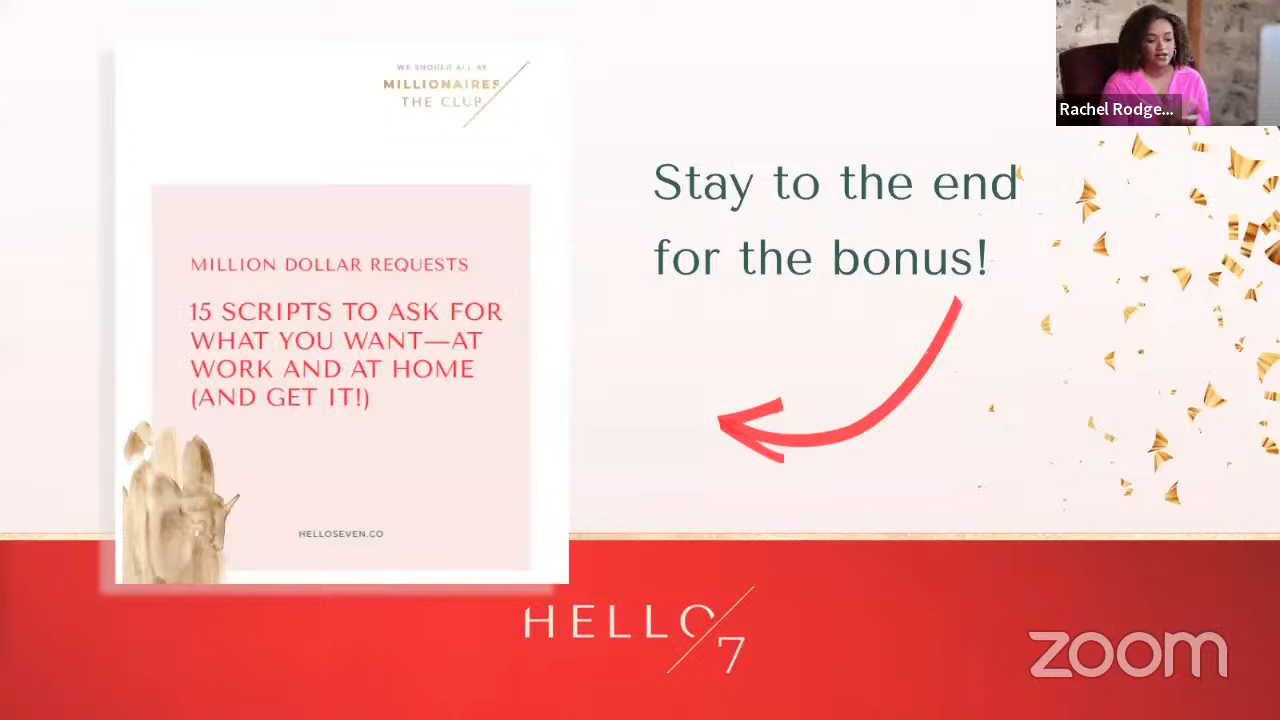 WE SHOULD ALL BE
MILLIONAIRES
THE CLUB
MILLION DOLLAR REQUESTS
15 SCRIPTS TO ASK FOR
WHAT YOU WANT—AT
WORK AND AT HOME
(AND GET IT!)
HELLOSEVEN.CO
Stay to the end
for the bonus!
Rachel Rodge...
HELLO
7
zoom